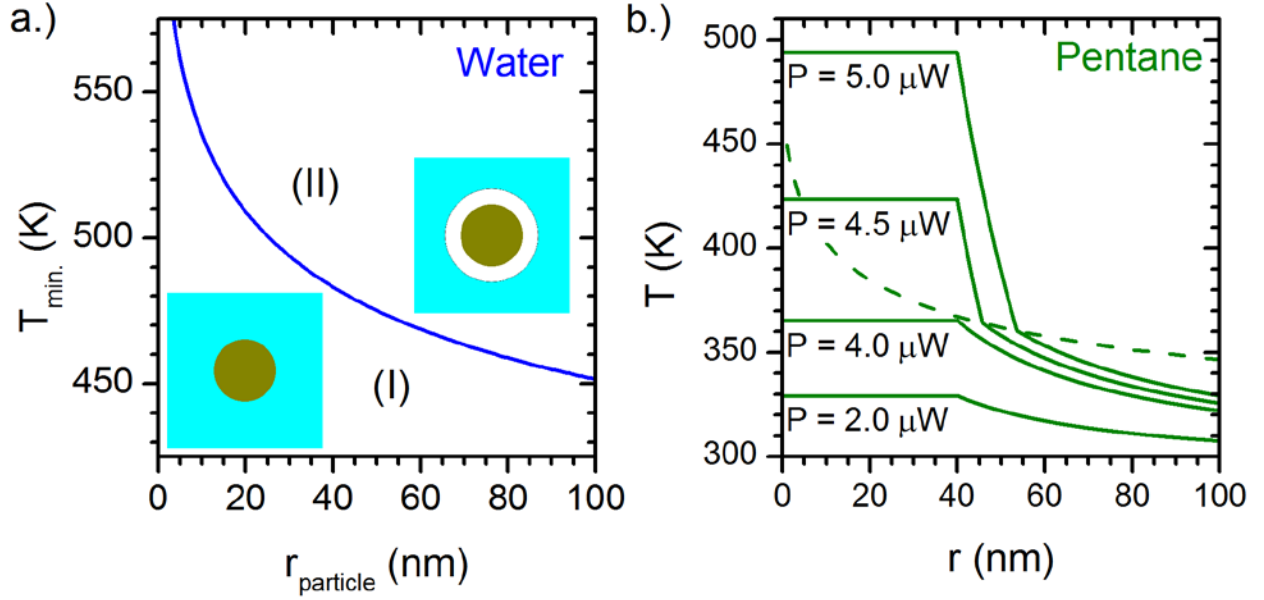 a.)
Water
550
500
450
T_min. (K)
(II)
(I)
0 20 40 60 80 100
r_particle (nm)
b.)
Pentane
500
450
400
350
300
T (K)
P = 5.0 μW
P = 4.5 μW
P = 4.0 μW
P = 2.0 μW
0 20 40 60 80 100
r (nm)